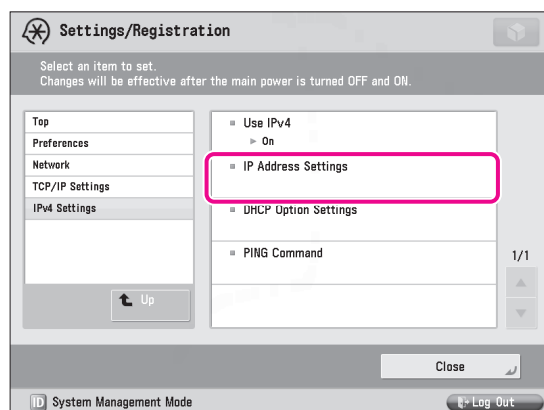 Settings/Registration
Select an item to set.
Changes will be effective after the main power is turned OFF and ON.
Top
Preferences
Network
TCP/IP Settings
IPv4 Settings
Up
Use IPv4
► On
IP Address Settings
DHCP Option Settings
PING Command
1/1
Close
ID System Management Mode
Log Out